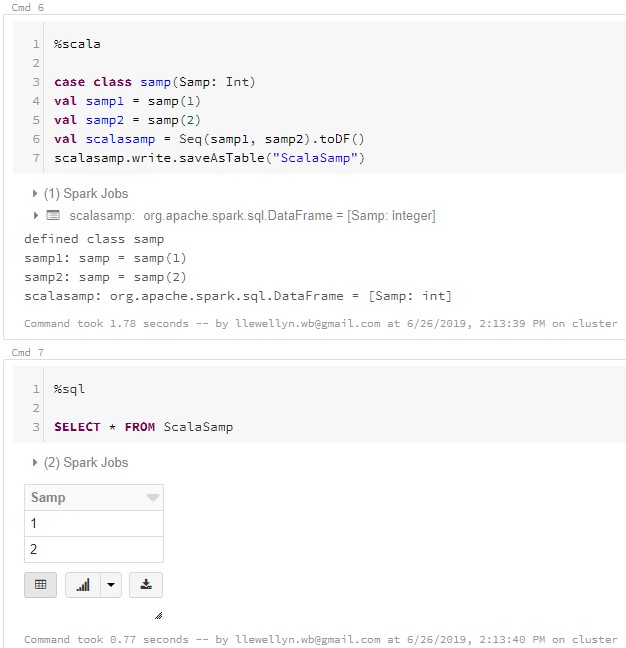 Cmd 6
1 %scala
2
3 case class samp(Samp: Int)
4 val samp1 = samp(1)
5 val samp2 = samp(2)
6 val scalasamp = Seq(samp1, samp2).toDF()
7 scalasamp.write.saveAsTable("ScalaSamp")
(1) Spark Jobs
scalasamp: org.apache.spark.sql.DataFrame = [Samp: integer]
defined class samp
samp1: samp = samp(1)
samp2: samp = samp(2)
scalasamp: org.apache.spark.sql.DataFrame = [Samp: int]
Command took 1.78 seconds -- by llewellyn.wb@gmail.com at 6/26/2019, 2:13:39 PM on cluster
Cmd 7
1 %sql
2
3 SELECT * FROM ScalaSamp
(2) Spark Jobs
Samp
1
2
Command took 0.77 seconds -- by llewellyn.wb@gmail.com at 6/26/2019, 2:13:40 PM on cluster